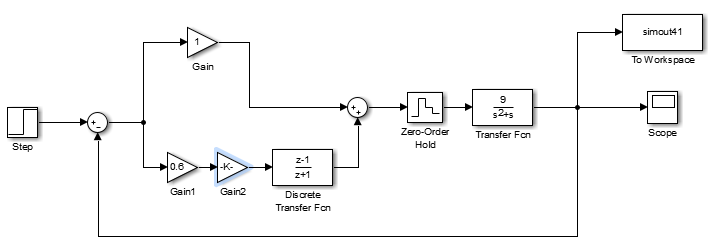 simout41
To Workspace
1
Gain
+
−
+
+
Step
Zero-Order
Hold
9
s2+s
Transfer Fcn
Scope
0.6
Gain1
-K-
Gain2
z-1
z+1
Discrete
Transfer Fcn